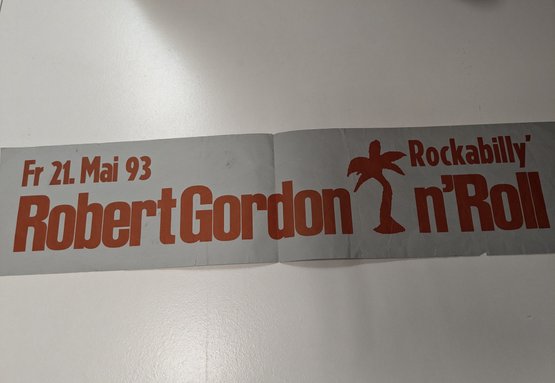 Fr 21. Mai 93
Robert Gordon
Rockabilly'
n'Roll